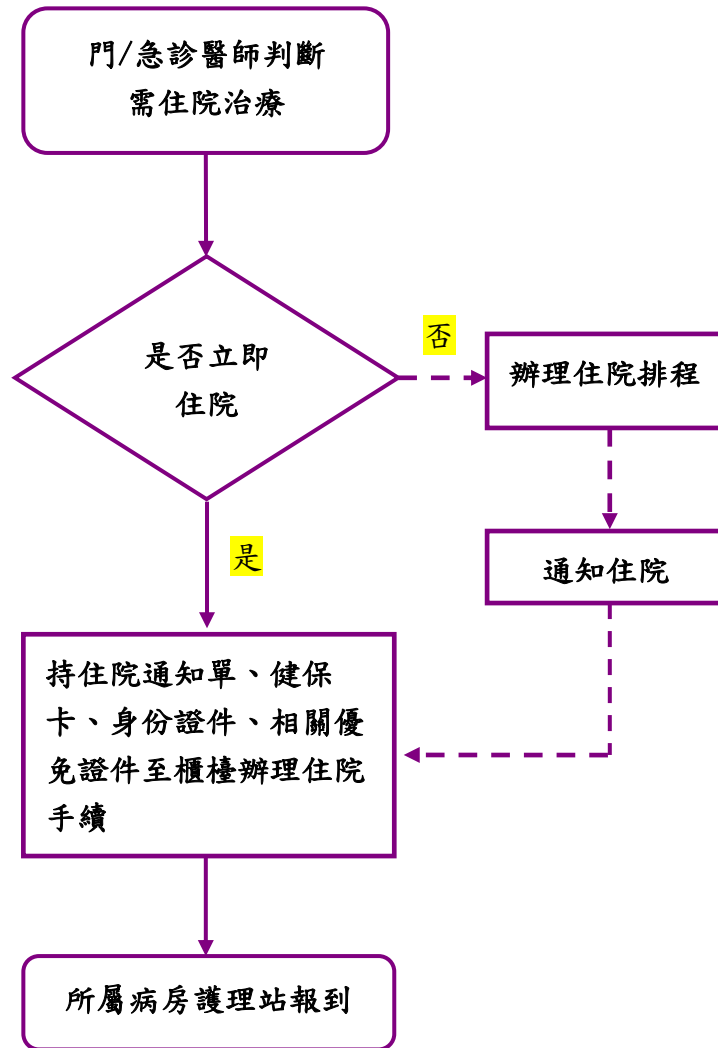 門/急診醫師判斷
需住院治療
是否立即
住院
否
辦理住院排程
通知住院
是
持住院通知單、健保
卡、身份證件、相關優
免證件至櫃檯辦理住院
手續
所屬病房護理站報到